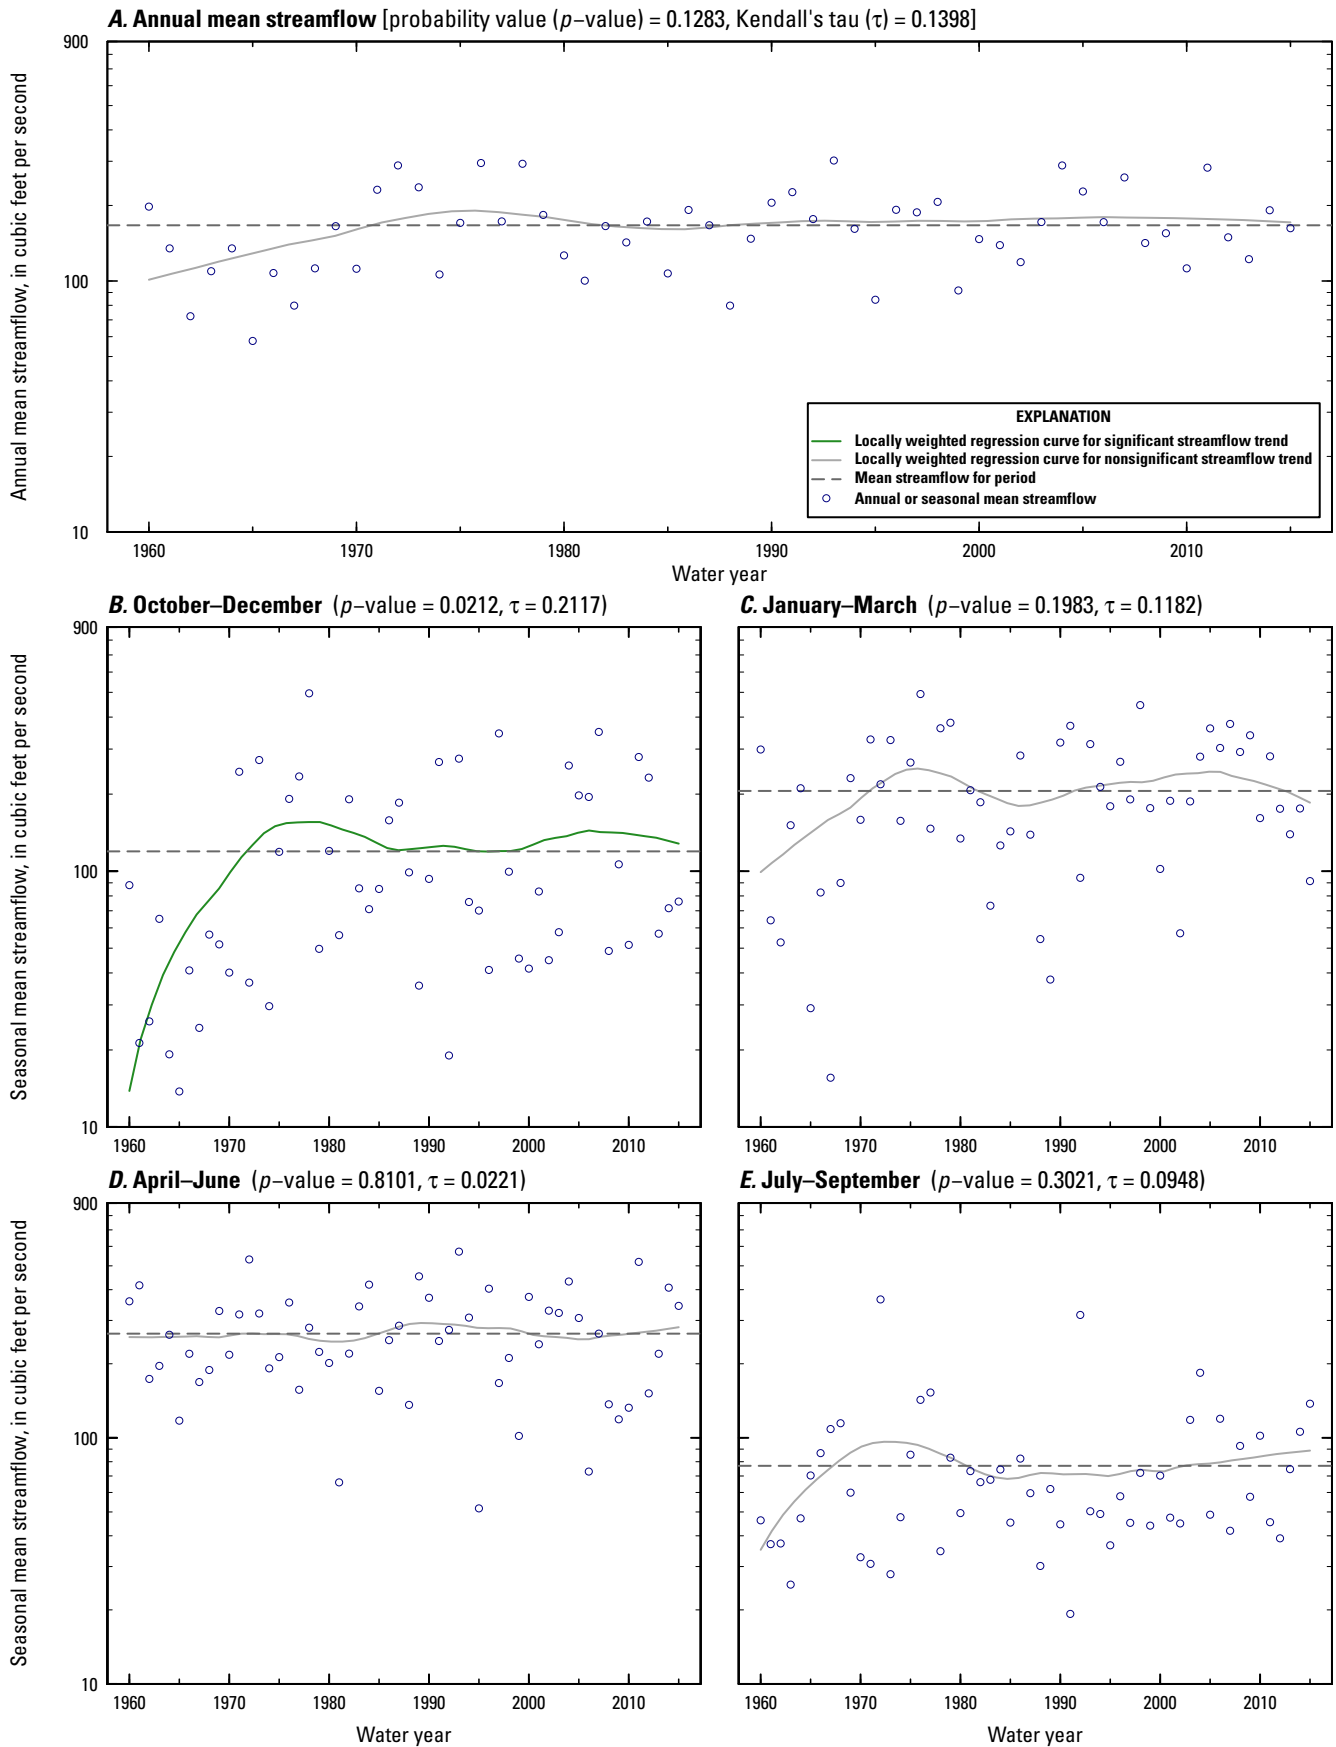 A. Annual mean streamflow [probability value (p−value) = 0.1283, Kendall's tau (τ) = 0.1398]
Annual mean streamflow, in cubic feet per second
900
100
10
EXPLANATION
Locally weighted regression curve for significant streamflow trend
Locally weighted regression curve for nonsignificant streamflow trend
Mean streamflow for period
Annual or seasonal mean streamflow
1960 1970 1980 1990 2000 2010
Water year
B. October–December (p−value = 0.0212, τ = 0.2117)
Seasonal mean streamflow, in cubic feet per second
900
100
10
1960 1970 1980 1990 2000 2010
C. January–March (p−value = 0.1983, τ = 0.1182)
1960 1970 1980 1990 2000 2010
D. April–June (p−value = 0.8101, τ = 0.0221)
Seasonal mean streamflow, in cubic feet per second
900
100
10
1960 1970 1980 1990 2000 2010
Water year
E. July–September (p−value = 0.3021, τ = 0.0948)
1960 1970 1980 1990 2000 2010
Water year